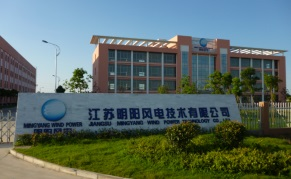 江苏明阳风电技术有限公司
MINGYANG WIND POWER
JIANGSU MINGYANG WIND POWER TECHNOLOGY CO.